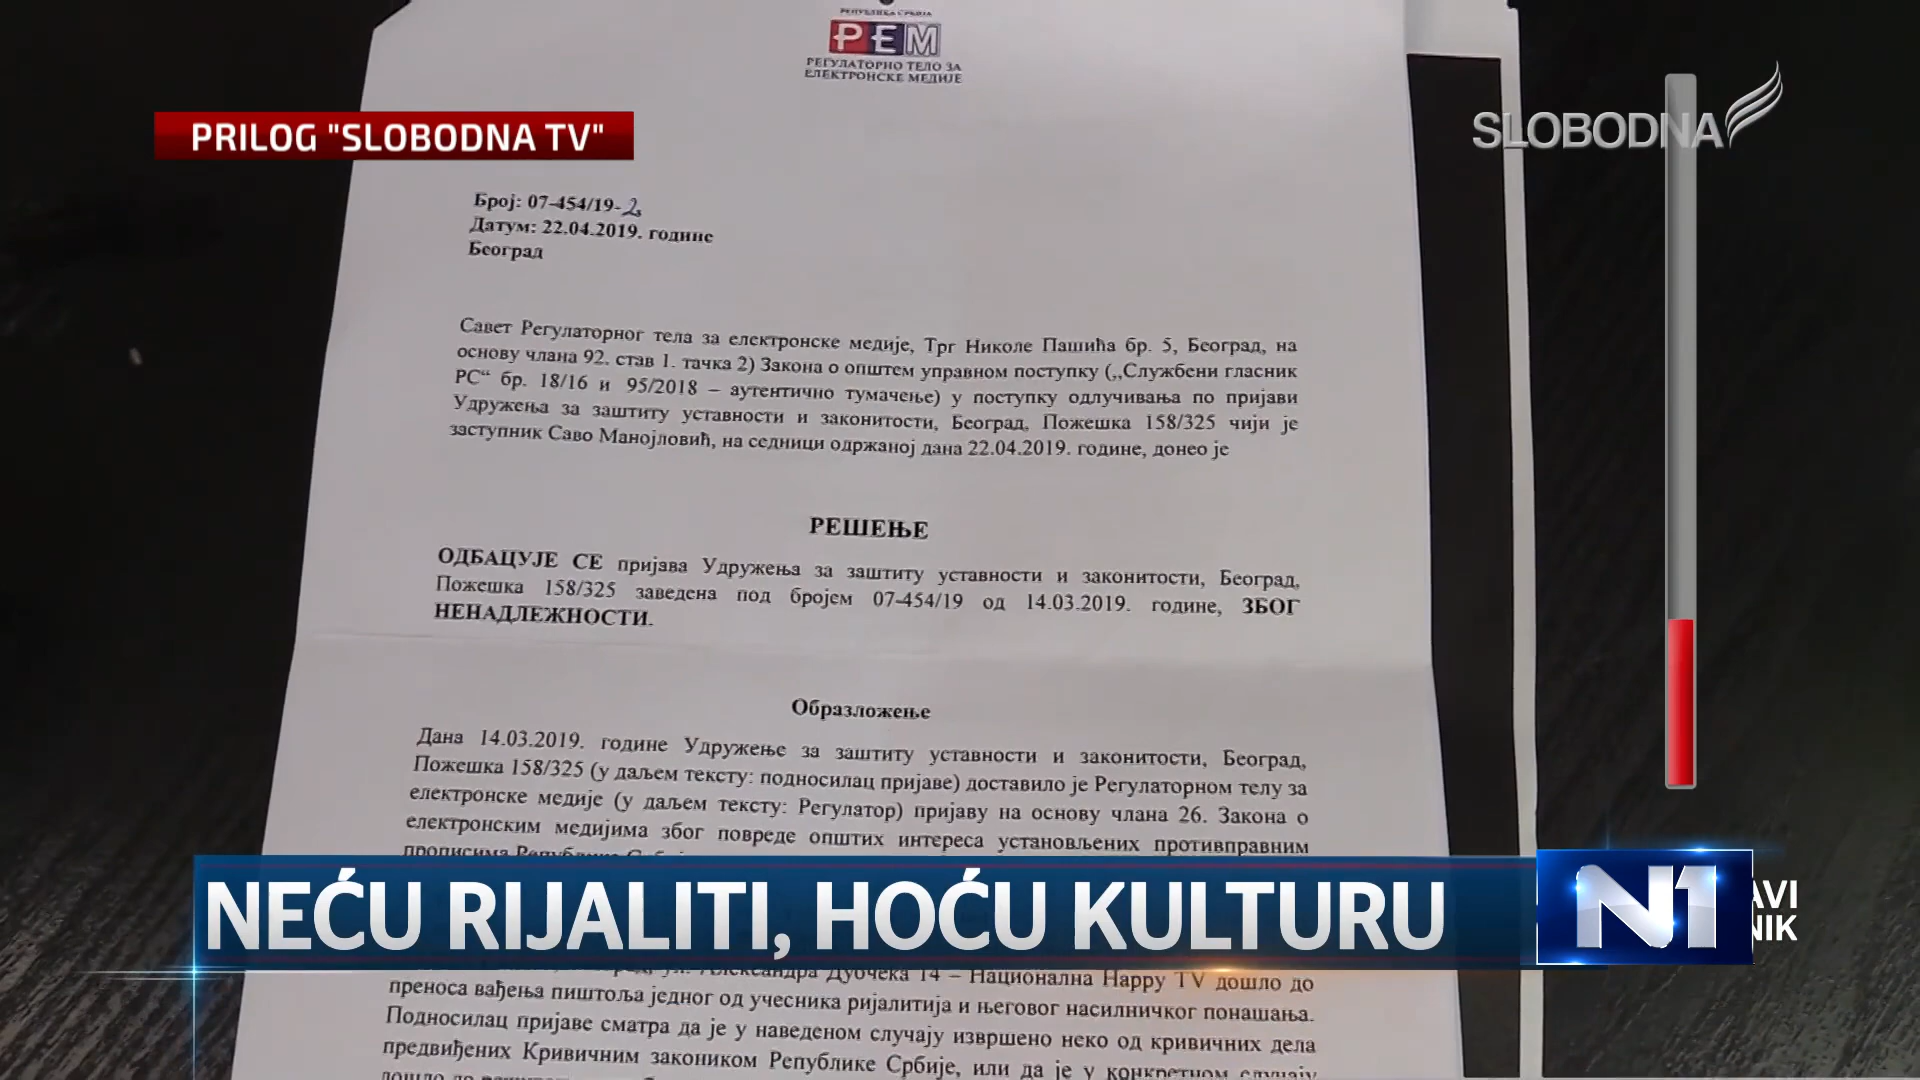 РЕПУБЛИКА СРБИЈА
РЕМ
РЕГУЛАТОРНО ТЕЛО ЗА
ЕЛЕКТРОНСКЕ МЕДИЈЕ
PRILOG "SLOBODNA TV"
SLOBODNA
Број: 07-454/19-2
Датум: 22.04.2019. године
Београд
Савет Регулаторног тела за електронске медије, Трг Николе Пашића бр. 5, Београд, на
основу члана 92. став 1. тачка 2) Закона о општем управном поступку („Службени гласник
РС“ бр. 18/16 и 95/2018 – аутентично тумачење) у поступку одлучивања по пријави
Удружења за заштиту уставности и законитости, Београд, Пожешка 158/325 чији је
заступник Саво Манојловић, на седници одржаној дана 22.04.2019. године, донео је
РЕШЕЊЕ
ОДБАЦУЈЕ СЕ пријава Удружења за заштиту уставности и законитости, Београд,
Пожешка 158/325 заведена под бројем 07-454/19 од 14.03.2019. године, ЗБОГ
НЕНАДЛЕЖНОСТИ.
Образложење
Дана 14.03.2019. године Удружење за заштиту уставности и законитости, Београд,
Пожешка 158/325 (у даљем тексту: подносилац пријаве) доставило је Регулаторном телу за
електронске медије (у даљем тексту: Регулатор) пријаву на основу члана 26. Закона о
електронским медијима због повреде општих интереса установљених противправним
прописима Републике
NEĆU RIJALITI, HOĆU KULTURU
N1
AVI
NIK
ул. Александра Дубчека 14 – Национална Happy TV дошло до
преноса вађења пиштоља једног од учесника ријалитија и његовог насилничког понашања.
Подносилац пријаве сматра да је у наведеном случају извршено неко од кривичних дела
предвиђених Кривичним закоником Републике Србије, или да је у конкретном случају
дошло до